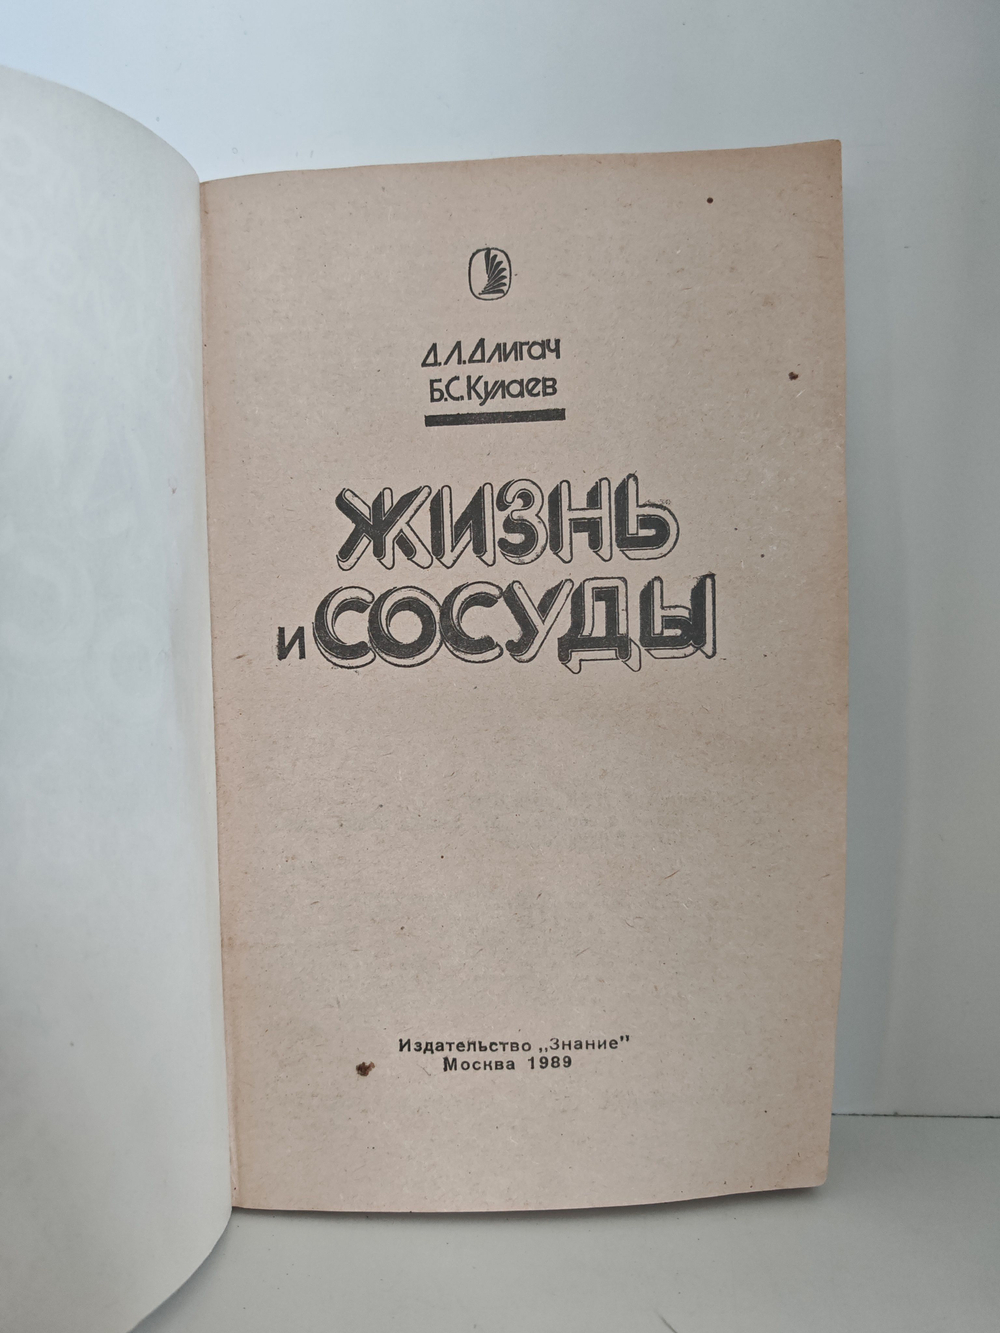 Д.Л.Длигач
Б.С.Кулаев
ЖИЗНЬ
и СОСУДЫ
Издательство „Знание"
Москва 1989